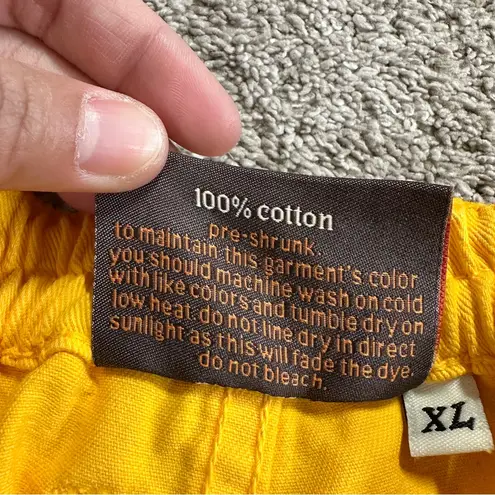 100% cotton
pre-shrunk.
to maintain this garment's color
you should machine wash on cold
with like colors and tumble dry on
low heat. do not line dry in direct
sunlight as this will fade the dye.
do not bleach.
XL